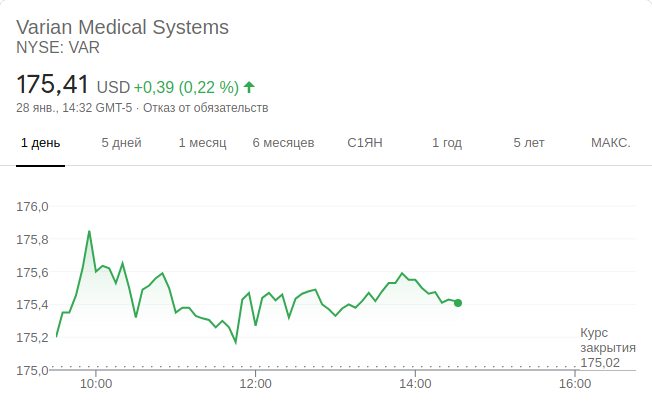 Varian Medical Systems
NYSE: VAR
175,41 USD +0,39 (0,22 %)
28 янв., 14:32 GMT-5 · Отказ от обязательств
1 день 5 дней 1 месяц 6 месяцев С1ЯН 1 год 5 лет МАКС.
176,0
175,8
175,6
175,4
175,2
175,0
Курс
закрытия
175,02
10:00 12:00 14:00 16:00